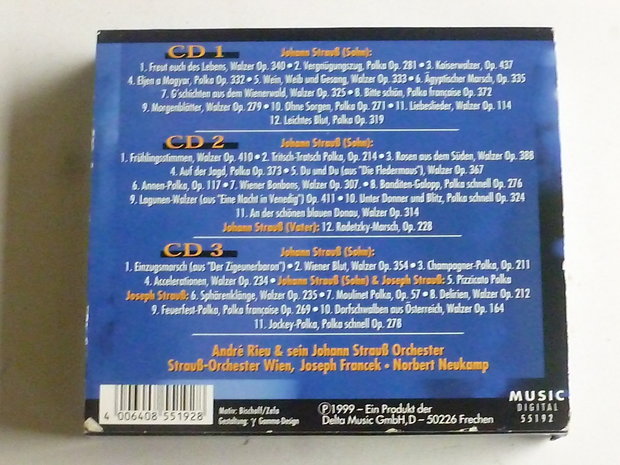 CD 1 Johann Strauß (Sohn):
1. Freut euch des Lebens, Walzer Op. 340 • 2. Vergnügungszug, Polka Op. 281 • 3. Kaiserwalzer, Op. 437
4. Eljen a Magyar, Polka Op. 332 • 5. Wein, Weib und Gesang, Walzer Op. 333 • 6. Ägyptischer Marsch, Op. 335
7. G'schichten aus dem Wienerwald, Walzer Op. 325 • 8. Bitte schön, Polka française Op. 372
9. Morgenblätter, Walzer Op. 279 • 10. Ohne Sorgen, Polka Op. 271 • 11. Liebeslieder, Walzer Op. 114
12. Leichtes Blut, Polka Op. 319
CD 2 Johann Strauß (Sohn):
1. Frühlingsstimmen, Walzer Op. 410 • 2. Tritsch-Tratsch Polka, Op. 214 • 3. Rosen aus dem Süden, Walzer Op. 388
4. Auf der Jagd, Polka Op. 373 • 5. Du und Du (aus "Die Fledermaus"), Walzer Op. 367
6. Annen-Polka, Op. 117 • 7. Wiener Bonbons, Walzer Op. 307. • 8. Banditen-Galopp, Polka schnell Op. 276
9. Lagunen-Walzer (aus "Eine Nacht in Venedig") Op. 411 • 10. Unter Donner und Blitz, Polka schnell Op. 324
11. An der schönen blauen Donau, Walzer Op. 314
Johann Strauß (Vater): 12. Radetzky-Marsch, Op. 228
CD 3 Johann Strauß (Sohn):
1. Einzugsmarsch (aus "Der Zigeunerbaron") • 2. Wiener Blut, Walzer Op. 354 • 3. Champagner-Polka, Op. 211
4. Accelerationen, Walzer Op. 234 • Johann Strauß (Sohn) & Joseph Strauß: 5. Pizzicato Polka
Joseph Strauß: 6. Sphärenklänge, Walzer Op. 235 • 7. Moulinet Polka, Op. 57 • 8. Delirien, Walzer Op. 212
9. Feuerfest-Polka, Polka française Op. 269 • 10. Dorfschwalben aus Österreich, Walzer Op. 164
11. Jockey-Polka, Polka schnell Op. 278
André Rieu & sein Johann Strauß Orchester
Strauß-Orchester Wien, Joseph Francek • Norbert Neukamp
4 006408 551928
Motiv: Bischoff/Zefa
Gestaltung: γ Gamma-Design
Ⓟ1999 – Ein Produkt der
Delta Music GmbH, D – 50226 Frechen
MUSIC
DIGITAL
55192